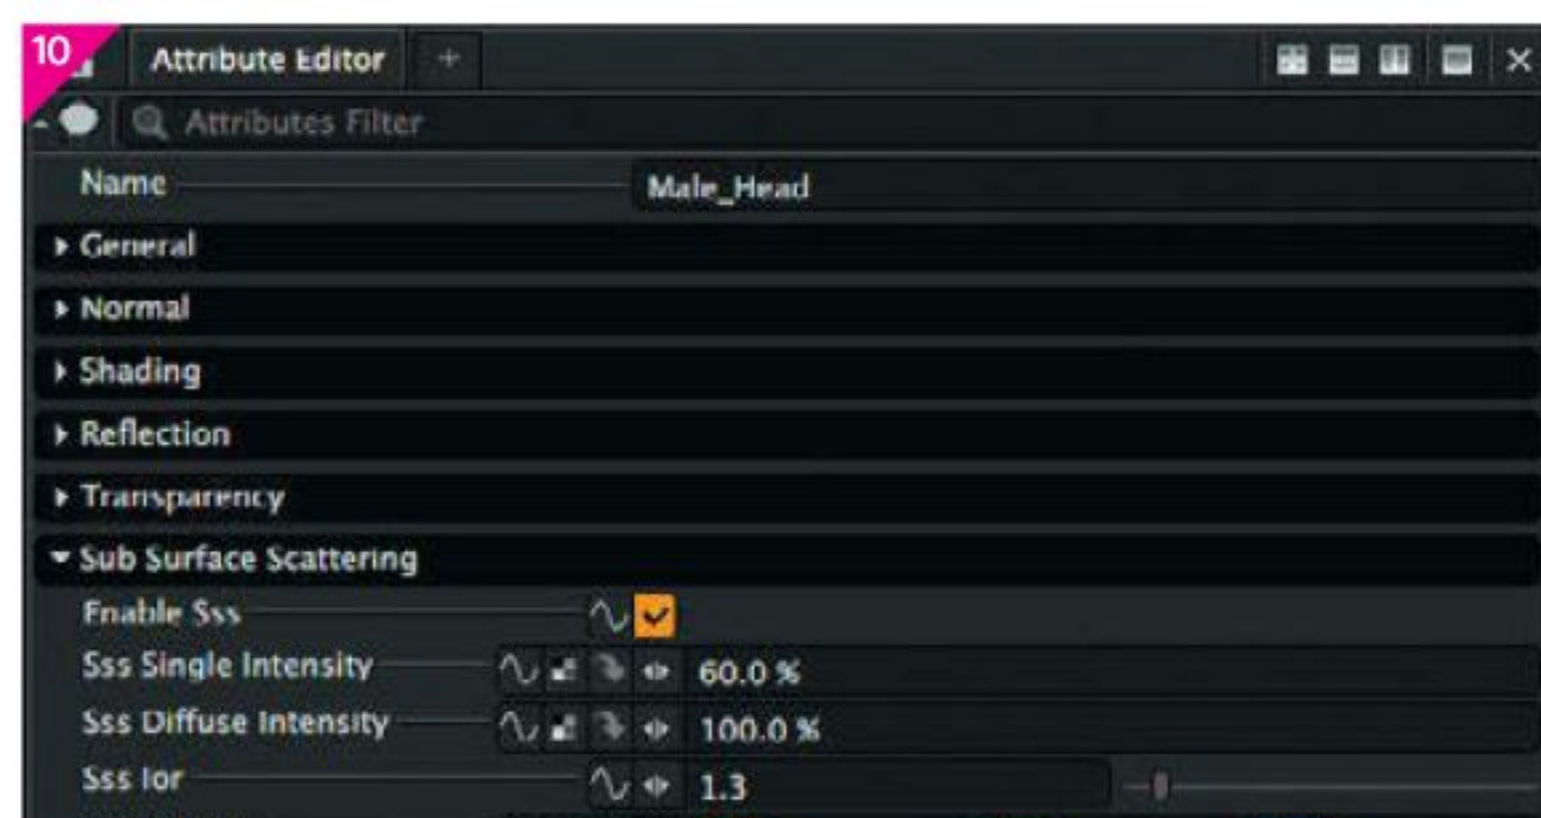 10
Attribute Editor +
Attributes Filter
Name Male_Head
General
Normal
Shading
Reflection
Transparency
Sub Surface Scattering
Enable Sss
Sss Single Intensity 60.0 %
Sss Diffuse Intensity 100.0 %
Sss Ior 1.3